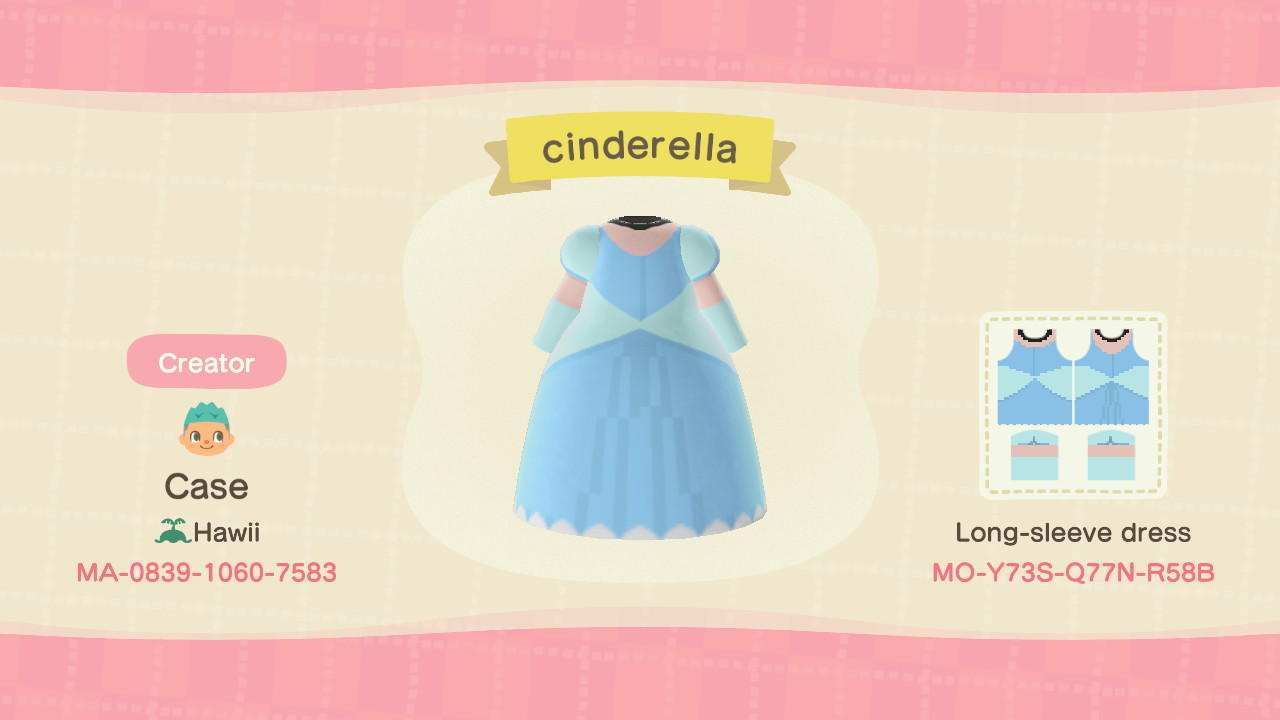 cinderella
Creator
Case
Hawii
MA-0839-1060-7583
Long-sleeve dress
MO-Y73S-Q77N-R58B